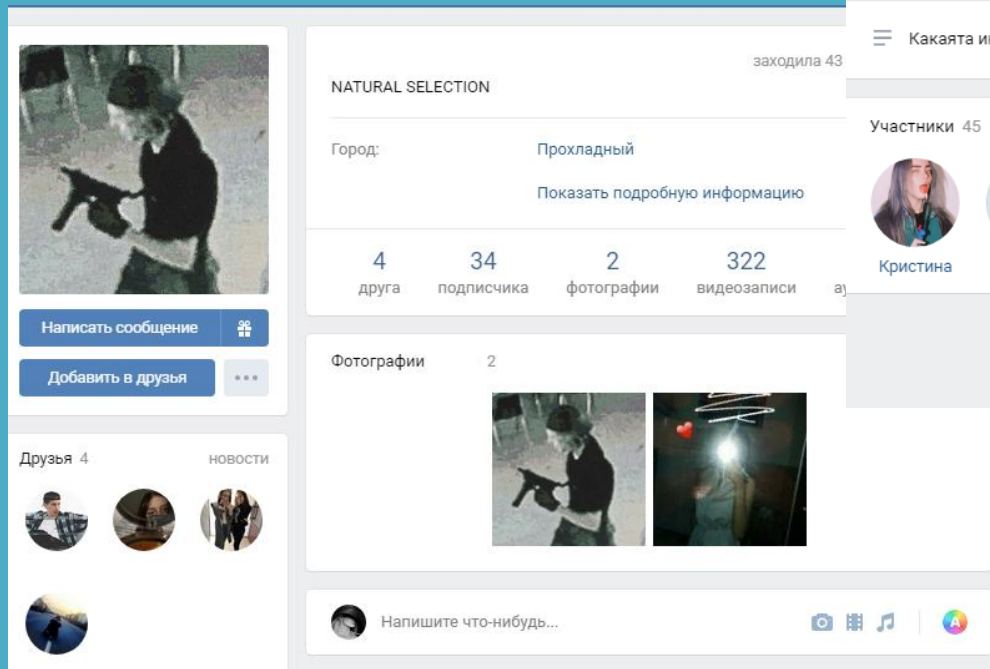 заходила 43
NATURAL SELECTION
Город: Прохладный
Показать подробную информацию
4 34 2 322
друга подписчика фотографии видеозаписи
Написать сообщение
Добавить в друзья
Фотографии 2
Друзья 4 новости
Напишите что-нибудь...
A
Какаята
Участники 45
Кристина